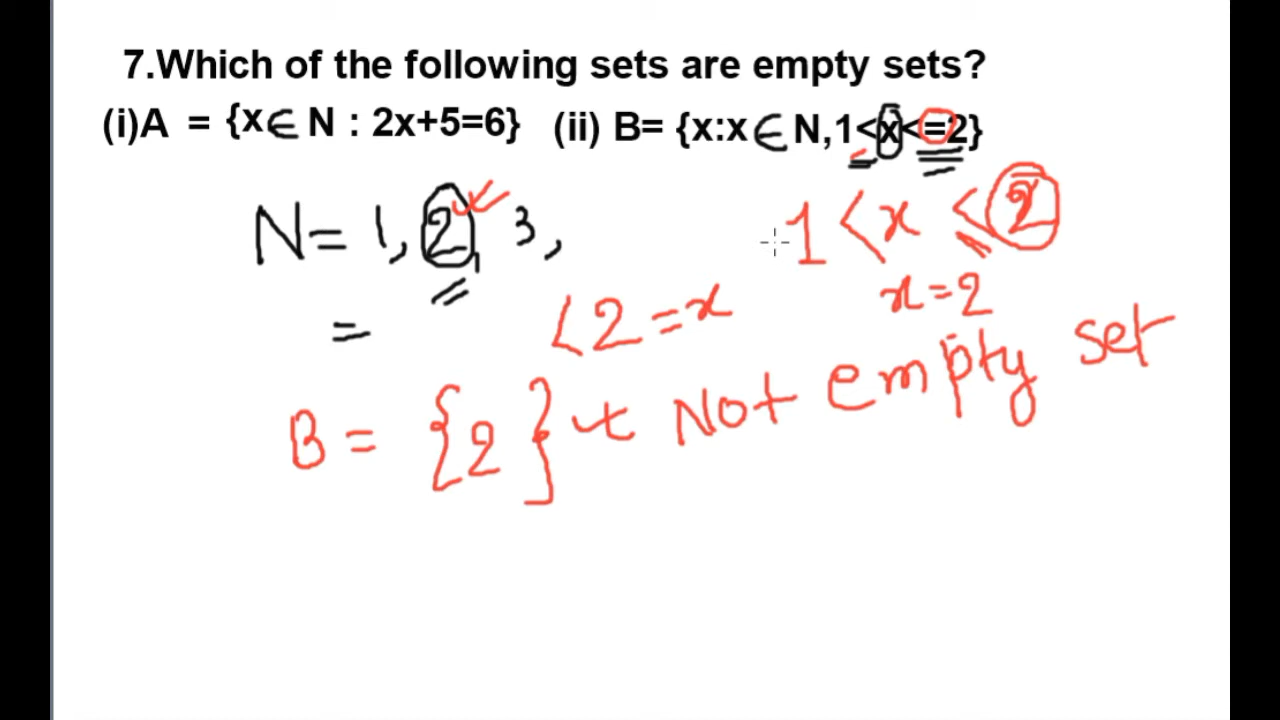 7.Which of the following sets are empty sets?
(i)A = {x∈ N : 2x+5=6} (ii) B= {x:x∈ N,1<x<=2}
N= 1, 2, 3,
1 < x ≤ 2
=
< 2 = x
x = 2
B = {2} Not empty set